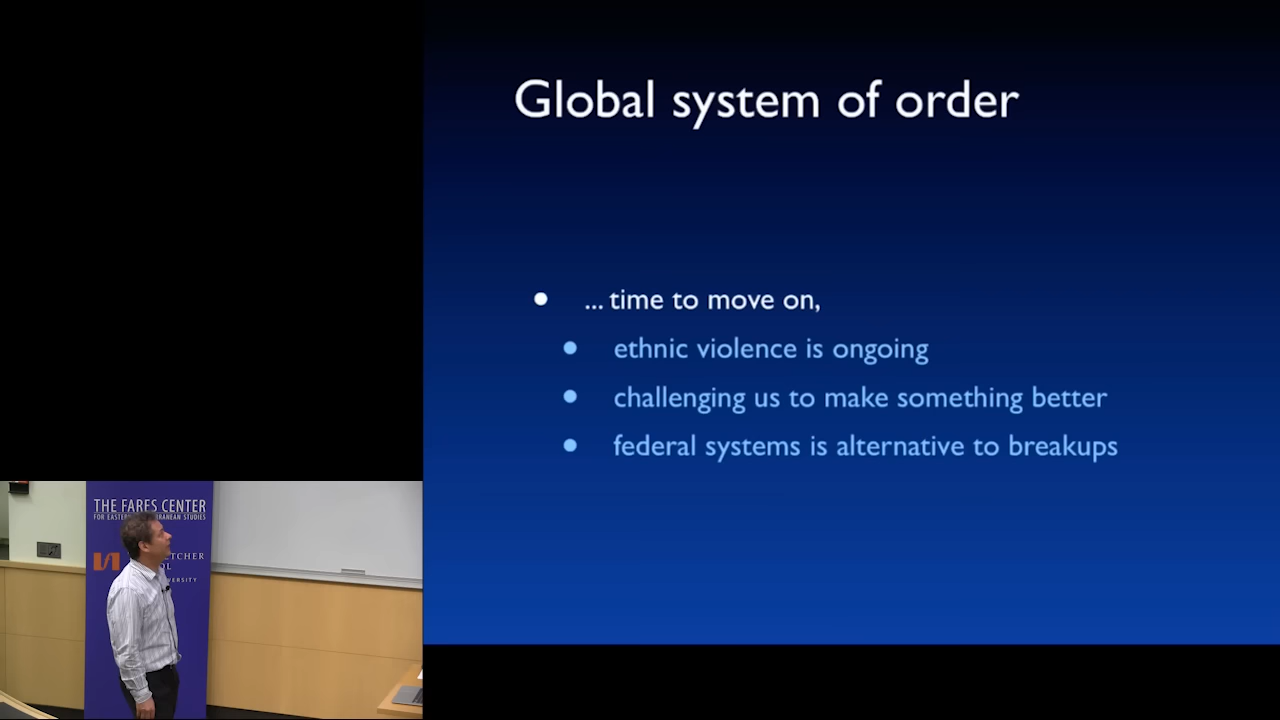 Global system of order
... time to move on,
ethnic violence is ongoing
challenging us to make something better
federal systems is alternative to breakups
THE FARES CENTER
FOR EASTERN STUDIES